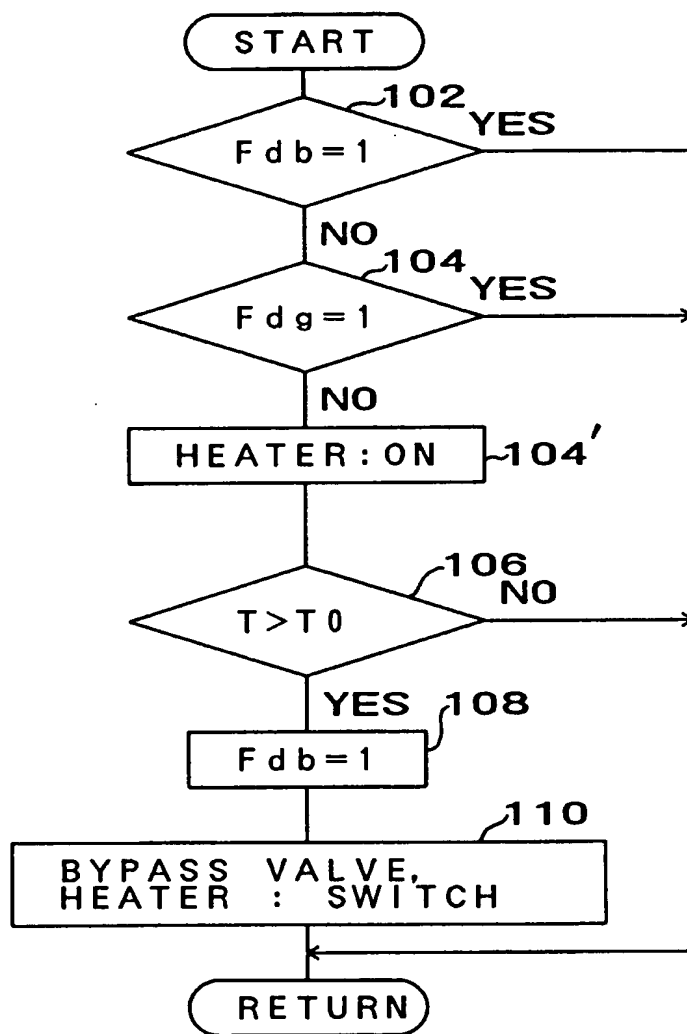 START
102
YES
Fdb=1
NO
104
YES
Fdg=1
NO
HEATER:ON
104'
106
NO
T>T0
YES
108
Fdb=1
110
BYPASS VALVE,
HEATER : SWITCH
RETURN